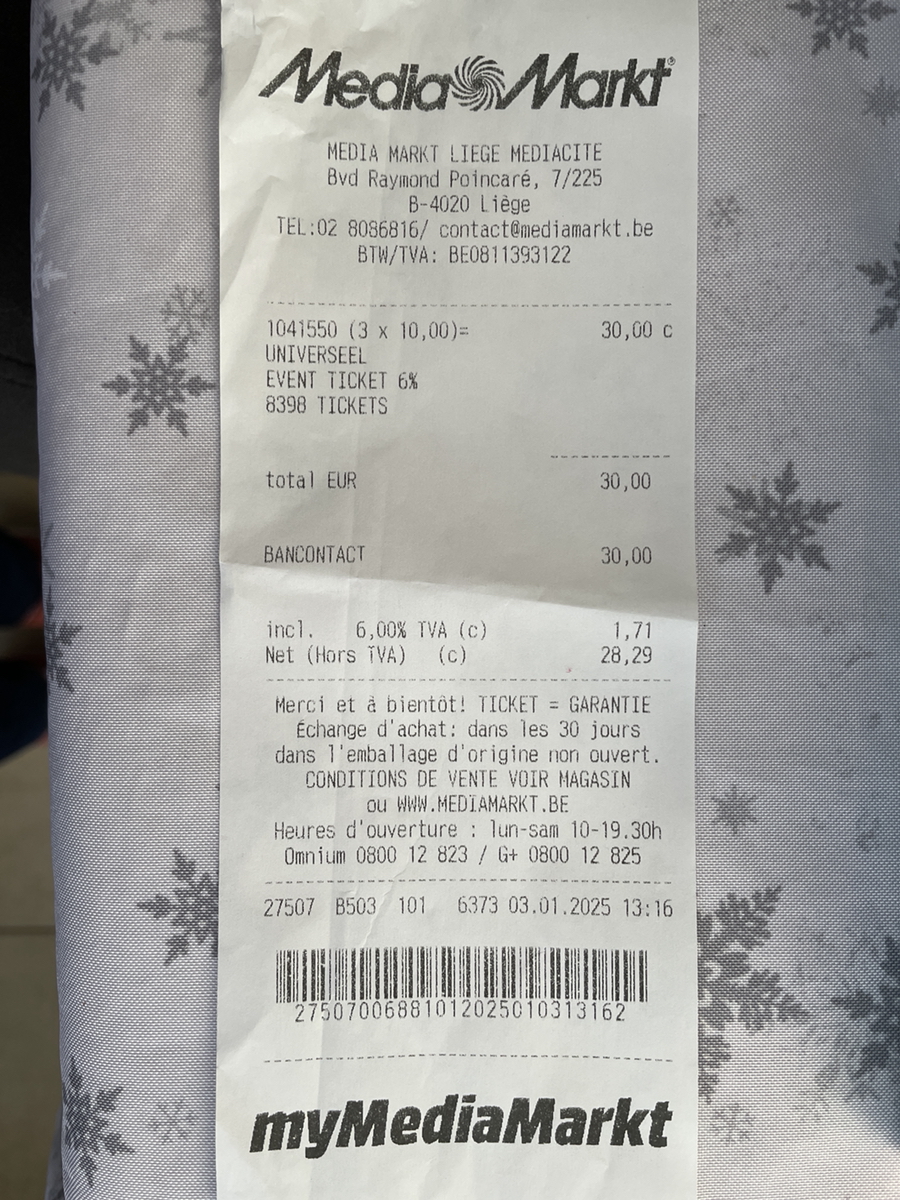 Media Markt®
MEDIA MARKT LIEGE MEDIACITE
Bvd Raymond Poincaré, 7/225
B-4020 Liège
TEL:02 8086816/ contact@mediamarkt.be
BTW/TVA: BE0811393122
1041550 (3 x 10,00)= 30,00 c
UNIVERSEEL
EVENT TICKET 6%
8398 TICKETS
total EUR 30,00
BANCONTACT 30,00
incl. 6,00% TVA (c) 1,71
Net (Hors TVA) (c) 28,29
Merci et à bientôt! TICKET = GARANTIE
Échange d'achat: dans les 30 jours
dans l'emballage d'origine non ouvert.
CONDITIONS DE VENTE VOIR MAGASIN
ou WWW.MEDIAMARKT.BE
Heures d'ouverture : lun-sam 10-19.30h
Omnium 0800 12 823 / G+ 0800 12 825
27507 B503 101 6373 03.01.2025 13:16
27507006881012025010313162
myMediaMarkt